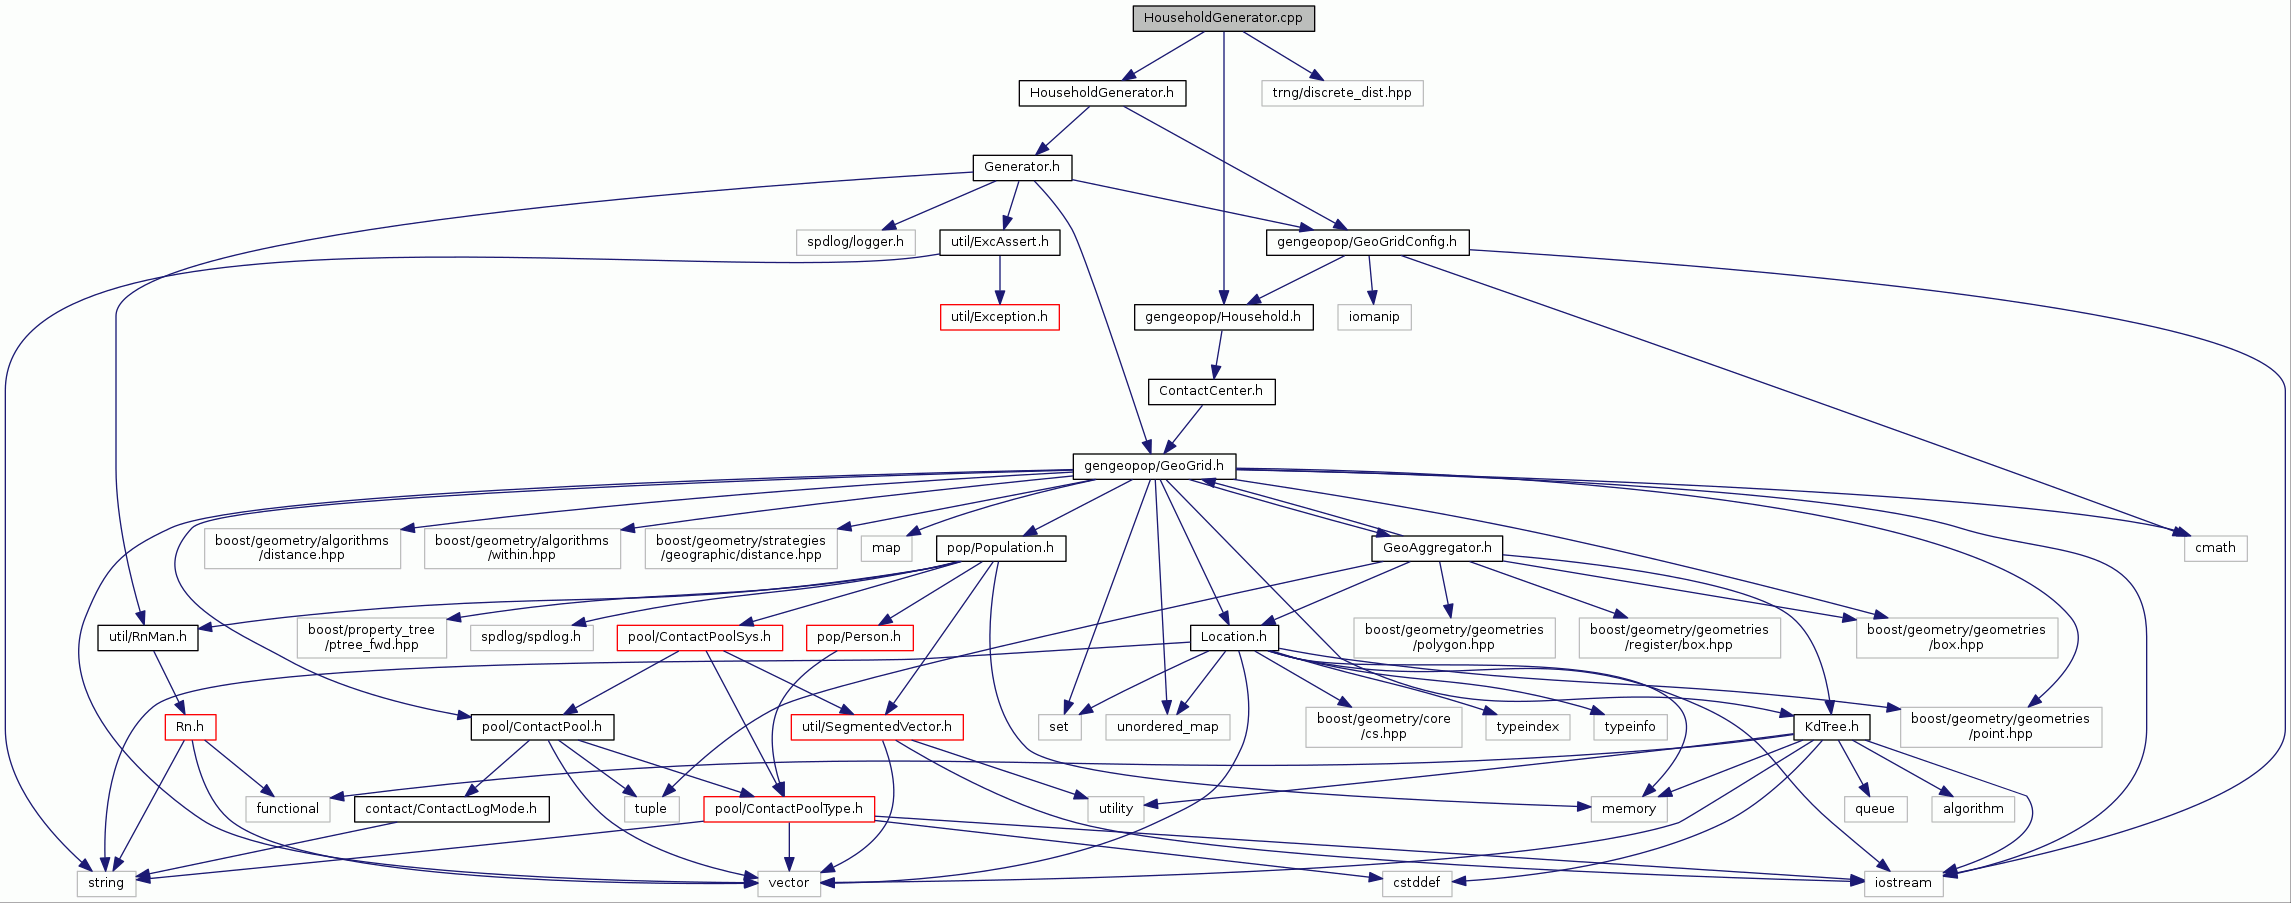 HouseholdGenerator.cpp
HouseholdGenerator.h
trng/discrete_dist.hpp
Generator.h
spdlog/logger.h
util/ExcAssert.h
gengeopop/GeoGridConfig.h
util/Exception.h
gengeopop/Household.h
iomanip
ContactCenter.h
gengeopop/GeoGrid.h
boost/geometry/algorithms
/distance.hpp
boost/geometry/algorithms
/within.hpp
boost/geometry/strategies
/geographic/distance.hpp
map
pop/Population.h
GeoAggregator.h
cmath
util/RnMan.h
boost/property_tree
/ptree_fwd.hpp
spdlog/spdlog.h
pool/ContactPoolSys.h
pop/Person.h
Location.h
boost/geometry/geometries
/polygon.hpp
boost/geometry/geometries
/register/box.hpp
boost/geometry/geometries
/box.hpp
Rn.h
pool/ContactPool.h
util/SegmentedVector.h
set
unordered_map
boost/geometry/core
/cs.hpp
typeindex
typeinfo
KdTree.h
boost/geometry/geometries
/point.hpp
functional
contact/ContactLogMode.h
tuple
pool/ContactPoolType.h
utility
memory
queue
algorithm
string
vector
cstddef
iostream